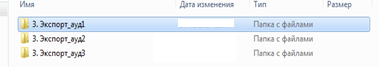 Имя Дата изменения Тип Размер
3. Экспорт_ауд1 Папка с файлами
3. Экспорт_ауд2 Папка с файлами
3. Экспорт_ауд3 Папка с файлами